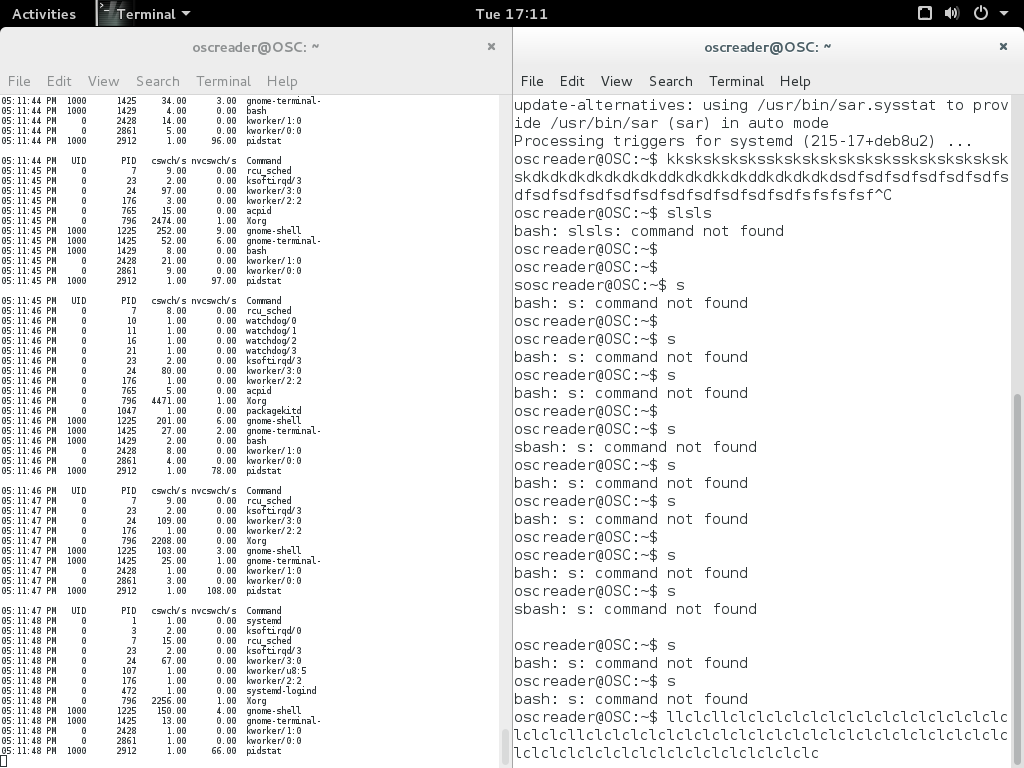 Activities Terminal Tue 17:11
oscreader@OSC: ~
File Edit View Search Terminal Help
05:11:44 PM 1000 1425 34.00 3.00 gnome-terminal-
05:11:44 PM 1000 1429 4.00 0.00 bash
05:11:44 PM 0 2428 14.00 0.00 kworker/1:0
05:11:44 PM 0 2861 5.00 0.00 kworker/0:0
05:11:44 PM 1000 2912 1.00 96.00 pidstat
05:11:44 PM UID PID cswch/s nvcswch/s Command
05:11:45 PM 0 7 9.00 0.00 rcu_sched
05:11:45 PM 0 23 2.00 0.00 ksoftirqd/3
05:11:45 PM 0 24 97.00 0.00 kworker/3:0
05:11:45 PM 0 176 3.00 0.00 kworker/2:2
05:11:45 PM 0 765 15.00 0.00 acpid
05:11:45 PM 0 796 2474.00 1.00 Xorg
05:11:45 PM 1000 1225 252.00 9.00 gnome-shell
05:11:45 PM 1000 1425 52.00 6.00 gnome-terminal-
05:11:45 PM 1000 1429 8.00 0.00 bash
05:11:45 PM 0 2428 21.00 0.00 kworker/1:0
05:11:45 PM 0 2861 9.00 0.00 kworker/0:0
05:11:45 PM 1000 2912 1.00 97.00 pidstat
05:11:45 PM UID PID cswch/s nvcswch/s Command
05:11:46 PM 0 7 8.00 0.00 rcu_sched
05:11:46 PM 0 10 1.00 0.00 watchdog/0
05:11:46 PM 0 11 1.00 0.00 watchdog/1
05:11:46 PM 0 16 1.00 0.00 watchdog/2
05:11:46 PM 0 21 1.00 0.00 watchdog/3
05:11:46 PM 0 23 2.00 0.00 ksoftirqd/3
05:11:46 PM 0 24 80.00 0.00 kworker/3:0
05:11:46 PM 0 176 1.00 0.00 kworker/2:2
05:11:46 PM 0 765 5.00 0.00 acpid
05:11:46 PM 0 796 4471.00 1.00 Xorg
05:11:46 PM 0 1047 1.00 0.00 packagekitd
05:11:46 PM 1000 1225 201.00 6.00 gnome-shell
05:11:46 PM 1000 1425 27.00 2.00 gnome-terminal-
05:11:46 PM 1000 1429 2.00 0.00 bash
05:11:46 PM 0 2428 8.00 0.00 kworker/1:0
05:11:46 PM 0 2861 4.00 0.00 kworker/0:0
05:11:46 PM 1000 2912 1.00 78.00 pidstat
05:11:46 PM UID PID cswch/s nvcswch/s Command
05:11:47 PM 0 7 9.00 0.00 rcu_sched
05:11:47 PM 0 23 2.00 0.00 ksoftirqd/3
05:11:47 PM 0 24 109.00 0.00 kworker/3:0
05:11:47 PM 0 176 1.00 0.00 kworker/2:2
05:11:47 PM 0 796 2208.00 0.00 Xorg
05:11:47 PM 1000 1225 103.00 3.00 gnome-shell
05:11:47 PM 1000 1425 25.00 1.00 gnome-terminal-
05:11:47 PM 0 2428 1.00 0.00 kworker/1:0
05:11:47 PM 0 2861 3.00 0.00 kworker/0:0
05:11:47 PM 1000 2912 1.00 108.00 pidstat
05:11:47 PM UID PID cswch/s nvcswch/s Command
05:11:48 PM 0 1 1.00 0.00 systemd
05:11:48 PM 0 3 2.00 0.00 ksoftirqd/0
05:11:48 PM 0 7 15.00 0.00 rcu_sched
05:11:48 PM 0 23 2.00 0.00 ksoftirqd/3
05:11:48 PM 0 24 67.00 0.00 kworker/3:0
05:11:48 PM 0 107 1.00 0.00 kworker/u8:5
05:11:48 PM 0 176 1.00 0.00 kworker/2:2
05:11:48 PM 0 472 1.00 0.00 systemd-logind
05:11:48 PM 0 796 2256.00 1.00 Xorg
05:11:48 PM 1000 1225 150.00 4.00 gnome-shell
05:11:48 PM 1000 1425 13.00 0.00 gnome-terminal-
05:11:48 PM 0 2428 1.00 0.00 kworker/1:0
05:11:48 PM 0 2861 1.00 0.00 kworker/0:0
05:11:48 PM 1000 2912 1.00 66.00 pidstat
oscreader@OSC: ~
File Edit View Search Terminal Help
update-alternatives: using /usr/bin/sar.sysstat to prov
ide /usr/bin/sar (sar) in auto mode
Processing triggers for systemd (215-17+deb8u2) ...
oscreader@OSC:~$ kksksksksksskskskskskskskskssksksksksksk
skdkdkdkdkdkdkdkddkdkdkkdkddkdkdkdkdsdfsdfsdfsdfsdfsdfs
dfsdfsdfsdfsdfsdfsdfsdfsdfsdfsdfsdfsfsfsfsf^C
oscreader@OSC:~$ slsls
bash: slsls: command not found
oscreader@OSC:~$
oscreader@OSC:~$
soscreader@OSC:~$ s
bash: s: command not found
oscreader@OSC:~$
oscreader@OSC:~$ s
bash: s: command not found
oscreader@OSC:~$ s
bash: s: command not found
oscreader@OSC:~$
oscreader@OSC:~$ s
sbash: s: command not found
oscreader@OSC:~$ s
bash: s: command not found
oscreader@OSC:~$ s
bash: s: command not found
oscreader@OSC:~$
oscreader@OSC:~$ s
bash: s: command not found
oscreader@OSC:~$ s
sbash: s: command not found
oscreader@OSC:~$ s
bash: s: command not found
oscreader@OSC:~$ s
bash: s: command not found
oscreader@OSC:~$ llclcllclclclclclclclclclclclclclclclclc
lclclcllclclclclclclclclclclclclclclclclclclclclclclclc
lclclclclclclclclclclclclclclclclc